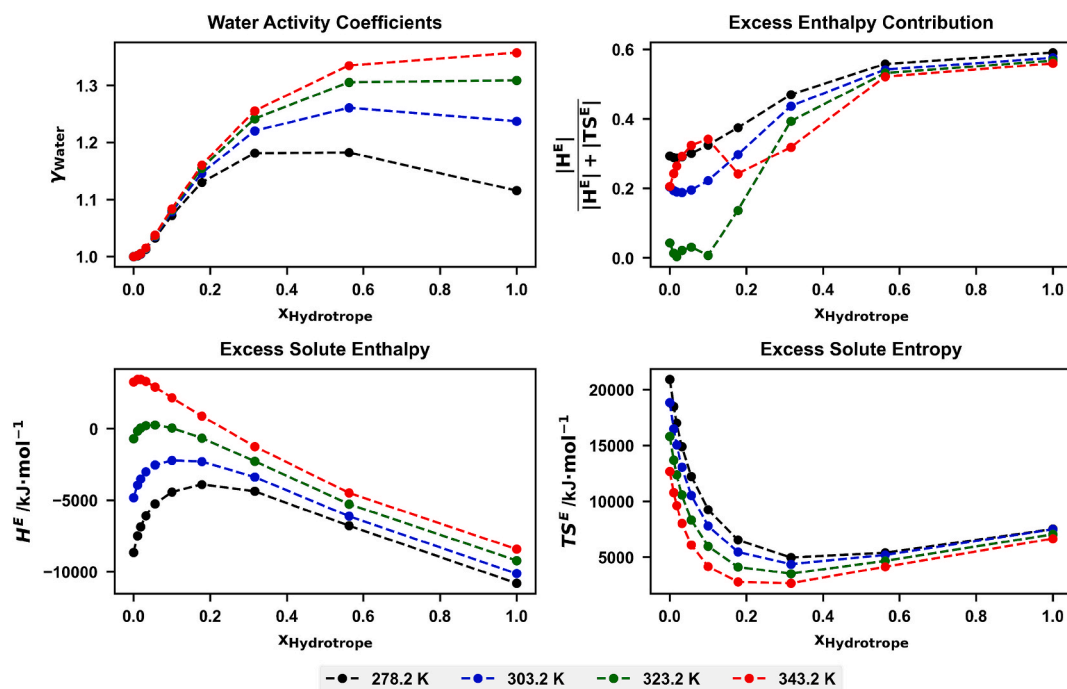 Water Activity Coefficients
γWater
1.3
1.2
1.1
1.0
0.0 0.2 0.4 0.6 0.8 1.0
xHydrotrope
Excess Enthalpy Contribution
|H^E|
|H^E| + |TS^E|
0.6
0.4
0.2
0.0
0.0 0.2 0.4 0.6 0.8 1.0
xHydrotrope
Excess Solute Enthalpy
H^E /kJ·mol⁻¹
0
−5000
−10000
0.0 0.2 0.4 0.6 0.8 1.0
xHydrotrope
Excess Solute Entropy
TS^E /kJ·mol⁻¹
20000
15000
10000
5000
0.0 0.2 0.4 0.6 0.8 1.0
xHydrotrope
278.2 K 303.2 K 323.2 K 343.2 K